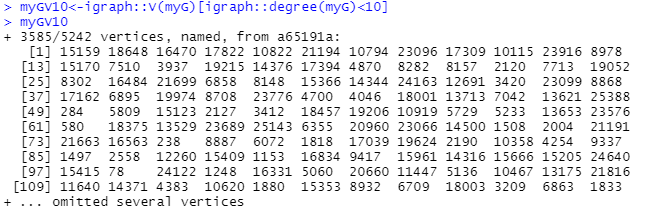 > myGV10<-igraph::V(myG)[igraph::degree(myG)<10]
> myGV10
+ 3585/5242 vertices, named, from a65191a:
[1] 15159 18648 16470 17822 10822 21194 10794 23096 17309 10115 23916 8978
[13] 15170 7510 3937 19215 14376 17394 4870 8282 8157 2120 7713 19052
[25] 8302 16484 21699 6858 8148 15366 14344 24163 12691 3420 23099 8868
[37] 17162 6895 19974 8708 23776 4700 4046 18001 13713 7042 13621 25388
[49] 284 5809 15123 2127 3412 18457 19206 10919 5729 5233 13653 23576
[61] 580 18375 13529 23689 25143 6355 20960 23066 14500 1508 2004 21191
[73] 21663 16563 238 8887 6072 1818 17039 19624 2190 10358 4254 9337
[85] 1497 2558 12260 15409 1153 16834 9417 15961 14316 15666 15205 24640
[97] 15415 78 24122 1248 16331 5060 20660 11447 5136 10467 13175 21816
[109] 11640 14371 4383 10620 1880 15353 8932 6709 18003 3209 6863 1833
+ ... omitted several vertices